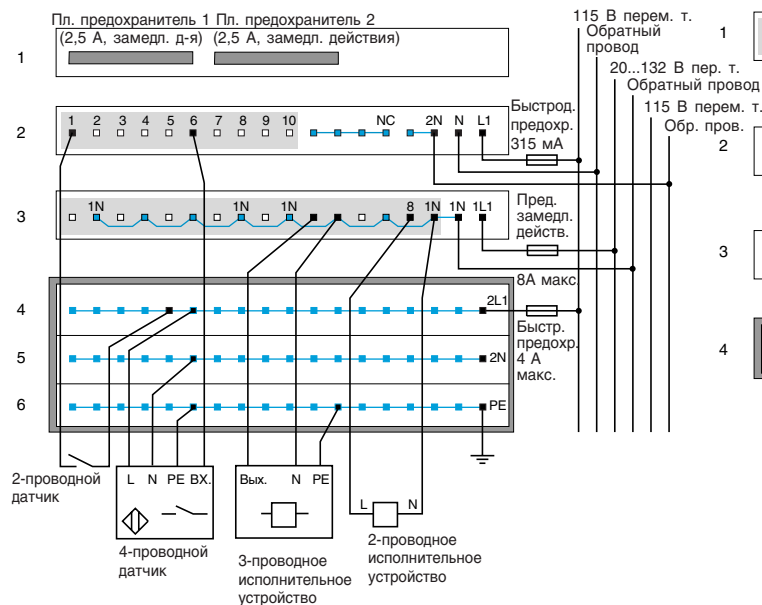 Пл. предохранитель 1 Пл. предохранитель 2
(2,5 А, замедл. д-я) (2,5 А, замедл. действия)
1
115 В перем. т.
Обратный
провод
20...132 В пер. т.
Обратный провод
115 В перем. т.
Обр. пров.
1
2
3
4
2
1 2 3 4 5 6 7 8 9 10 NC 2N N L1
Быстрод.
предохр.
315 мА
3
1N 1N 1N 8 1N 1N 1L1
Пред.
замедл.
действ.
8А макс.
4
2L1
Быстр.
предохр.
4 А
макс.
5
2N
6
PE
2-проводной
датчик
L N PE ВХ.
4-проводной
датчик
Вых. N PE
3-проводное
исполнительное
устройство
L N
2-проводное
исполнительное
устройство